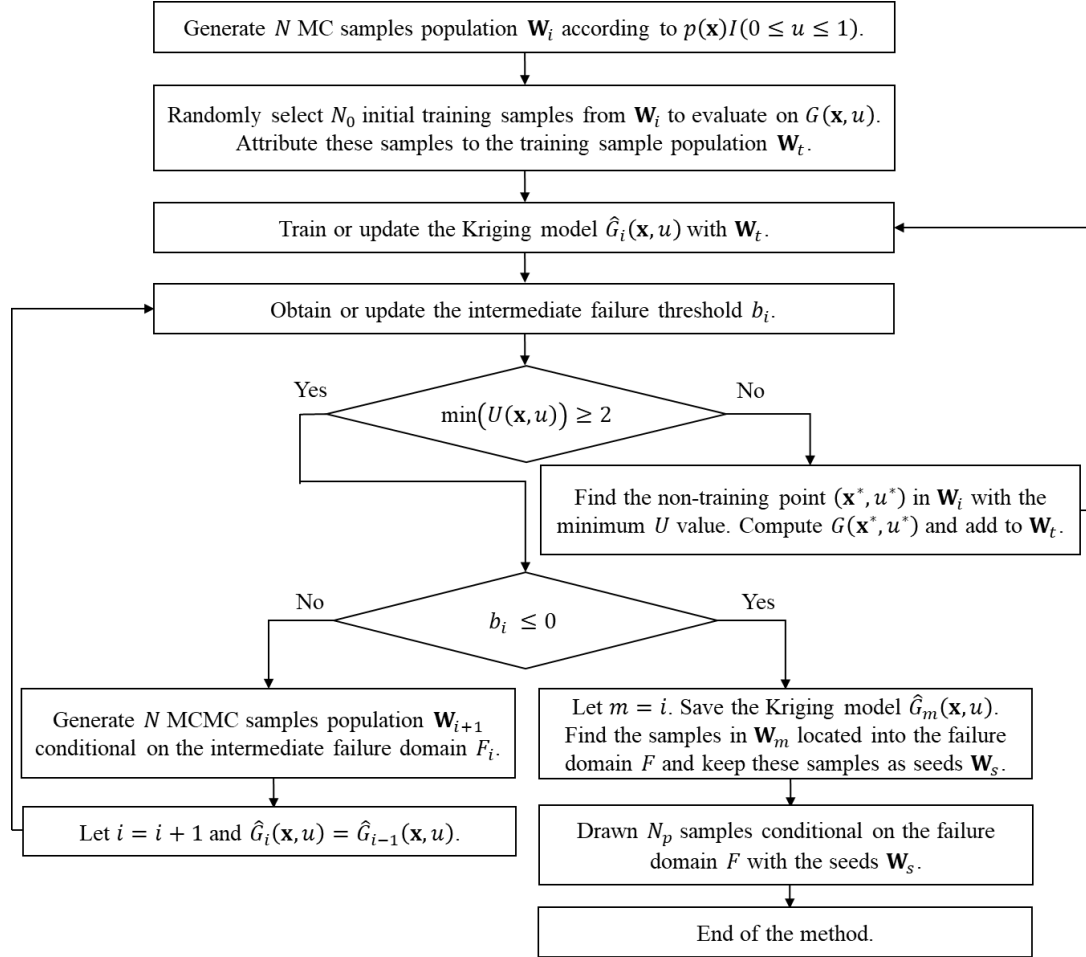 Generate N MC samples population W_i according to p(x)I(0 ≤ u ≤ 1).
Randomly select N_0 initial training samples from W_i to evaluate on G(x, u).
Attribute these samples to the training sample population W_t.
Train or update the Kriging model Ĝ_i(x, u) with W_t.
Obtain or update the intermediate failure threshold b_i.
Yes
No
min(U(x, u)) ≥ 2
Find the non-training point (x*, u*) in W_i with the
minimum U value. Compute G(x*, u*) and add to W_t.
No
Yes
b_i ≤ 0
Generate N MCMC samples population W_{i+1}
conditional on the intermediate failure domain F_i.
Let i = i + 1 and Ĝ_i(x, u) = Ĝ_{i−1}(x, u).
Let m = i. Save the Kriging model Ĝ_m(x, u).
Find the samples in W_m located into the failure
domain F and keep these samples as seeds W_s.
Drawn N_p samples conditional on the failure
domain F with the seeds W_s.
End of the method.